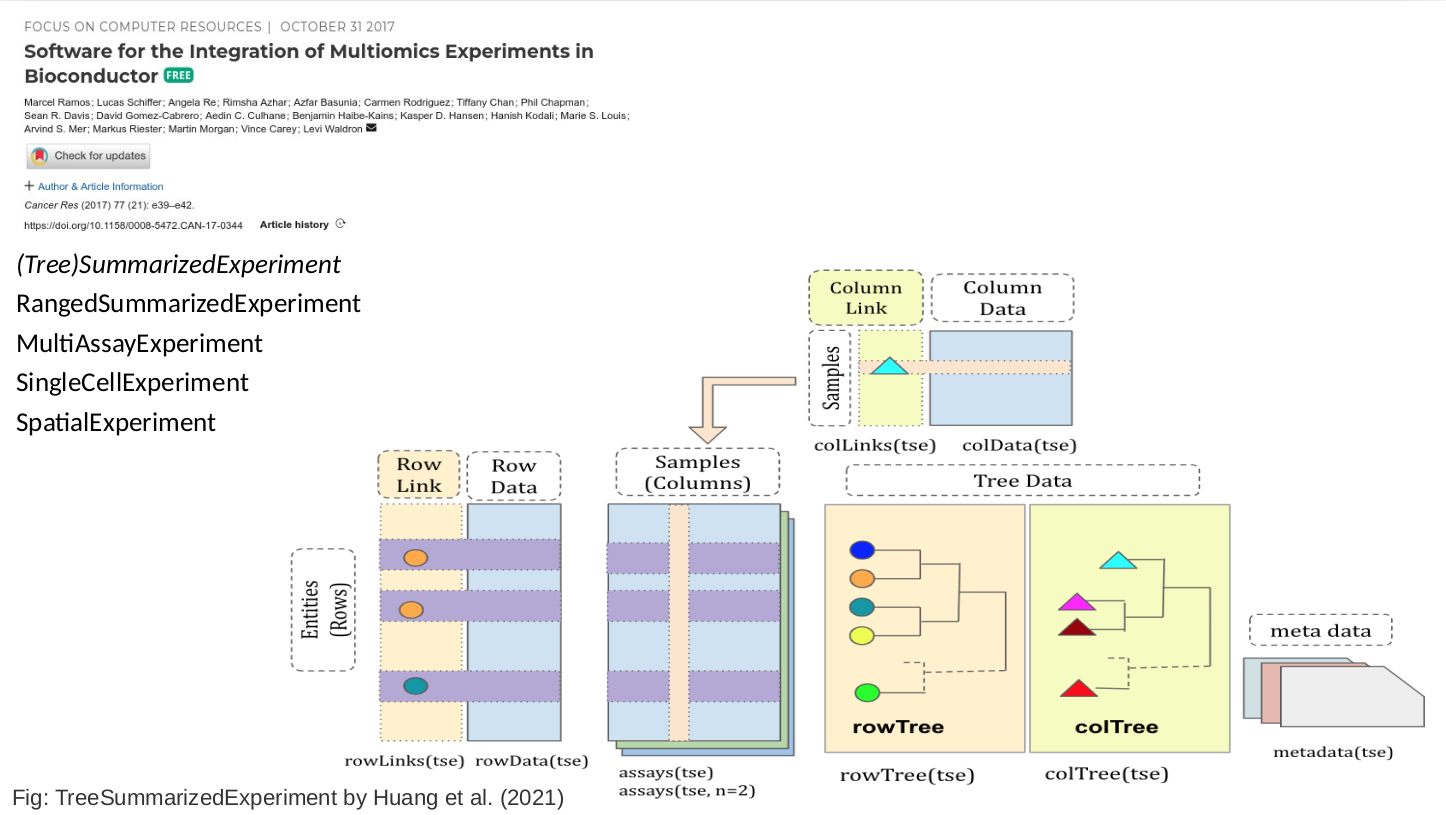 FOCUS ON COMPUTER RESOURCES | OCTOBER 31 2017
Software for the Integration of Multiomics Experiments in
Bioconductor FREE
Marcel Ramos; Lucas Schiffer; Angela Re; Rimsha Azhar; Azfar Basunia; Carmen Rodriguez; Tiffany Chan; Phil Chapman;
Sean R. Davis; David Gomez-Cabrero; Aedin C. Culhane; Benjamin Haibe-Kains; Kasper D. Hansen; Hanish Kodali; Marie S. Louis;
Arvind S. Mer; Markus Riester; Martin Morgan; Vince Carey; Levi Waldron
Check for updates
+ Author & Article Information
Cancer Res (2017) 77 (21): e39–e42.
https://doi.org/10.1158/0008-5472.CAN-17-0344 Article history
(Tree)SummarizedExperiment
RangedSummarizedExperiment
MultiAssayExperiment
SingleCellExperiment
SpatialExperiment
Column
Link
Column
Data
Samples
colLinks(tse) colData(tse)
Row
Link
Row
Data
Samples
(Columns)
Tree Data
Entities
(Rows)
rowTree
colTree
meta data
rowLinks(tse) rowData(tse)
assays(tse)
assays(tse, n=2)
rowTree(tse)
colTree(tse)
metadata(tse)
Fig: TreeSummarizedExperiment by Huang et al. (2021)